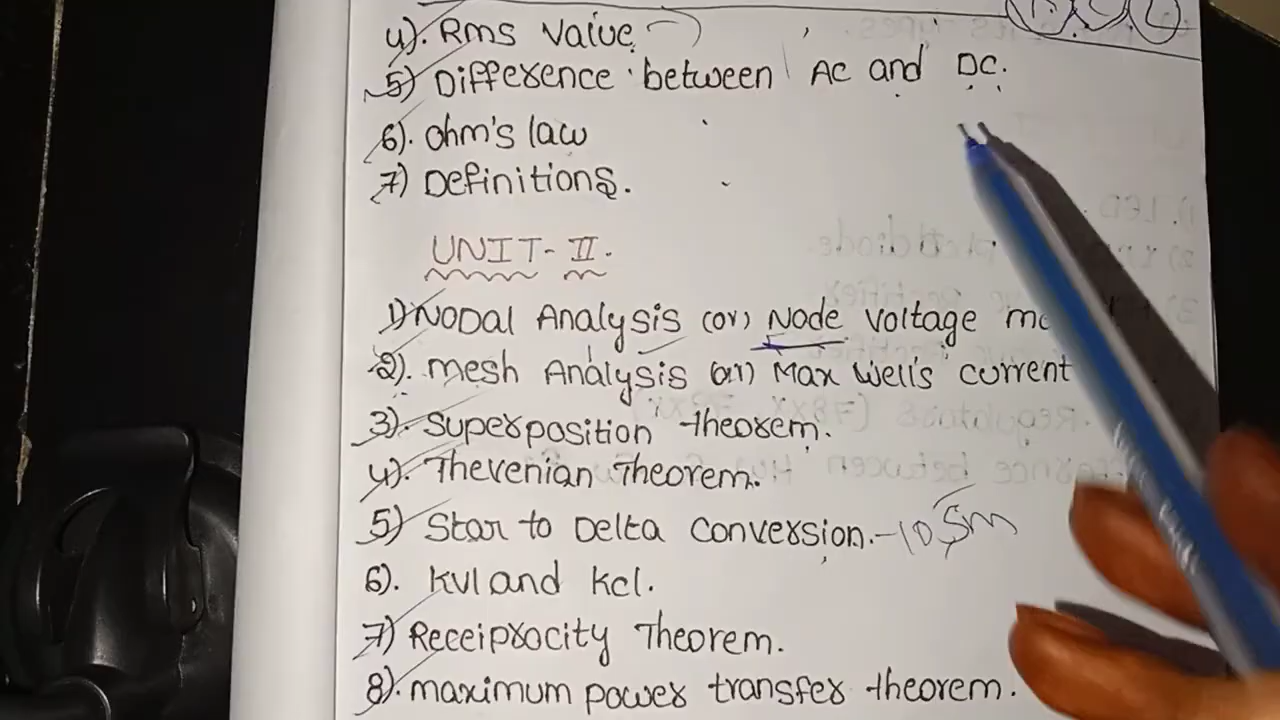 4). Rms Value
5) Difference between AC and DC.
6). ohm's law
7) Definitions.
UNIT-II.
1) NODal Analysis (or) Node voltage
2). mesh Analysis (or) Max well's current
3). Superposition theorem.
4). Thevenian Theorem.
5) Star to Delta Conversion.-10 5m
6). kvl and kcl.
7) Receiprocity Theorem.
8). maximum power transfer theorem.